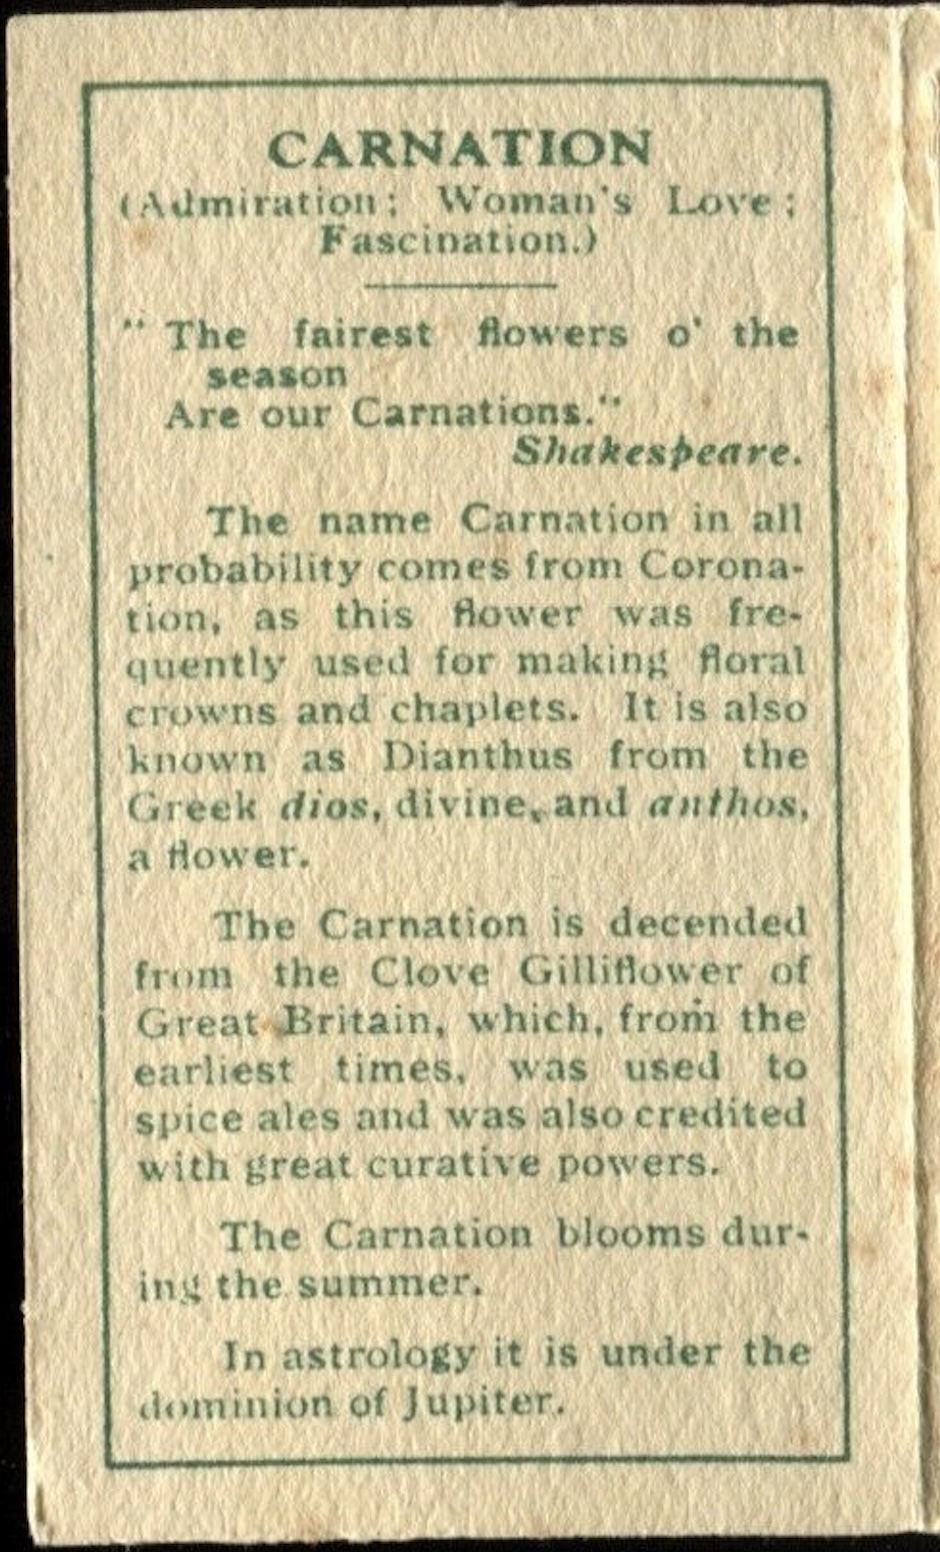 CARNATION
(Admiration; Woman's Love;
Fascination.)
" The fairest flowers o' the
season
Are our Carnations."
Shakespeare.
The name Carnation in all
probability comes from Corona-
tion, as this flower was fre-
quently used for making floral
crowns and chaplets. It is also
known as Dianthus from the
Greek dios, divine, and anthos,
a flower.
The Carnation is decended
from the Clove Gilliflower of
Great Britain, which, from the
earliest times, was used to
spice ales and was also credited
with great curative powers.
The Carnation blooms dur-
ing the summer.
In astrology it is under the
dominion of Jupiter.